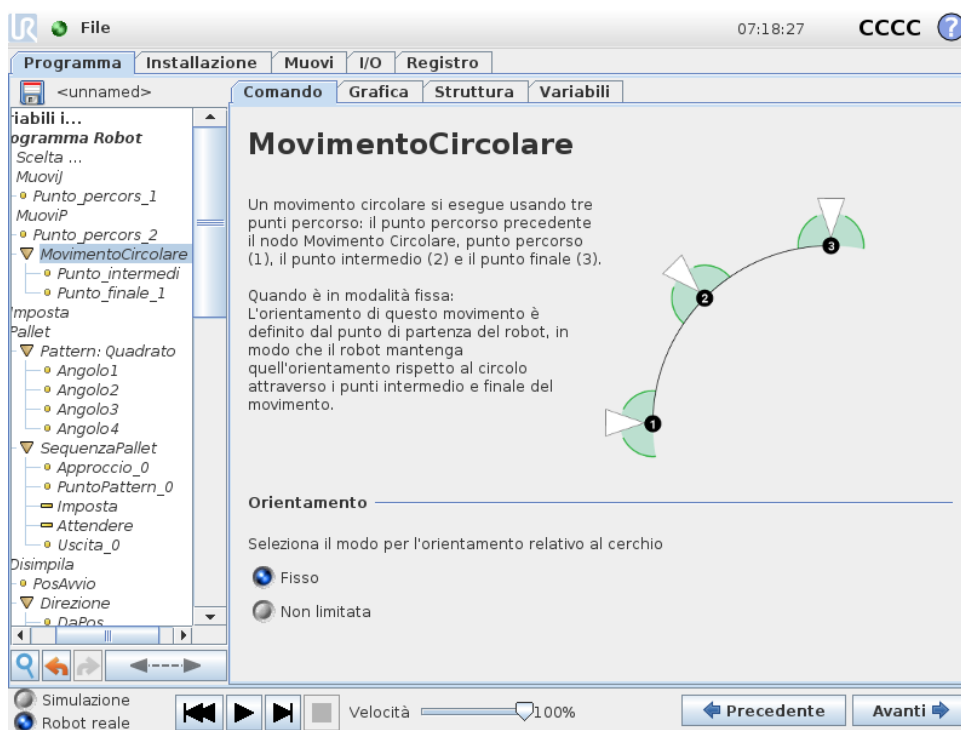 UR File 07:18:27 CCCC ?
Programma Installazione Muovi I/O Registro
<unnamed>
Comando Grafica Struttura Variabili
riabili i...
ogramma Robot
Scelta ...
MuoviJ
Punto_percors_1
MuoviP
Punto_percors_2
MovimentoCircolare
Punto_intermedi
Punto_finale_1
Imposta
Pallet
Pattern: Quadrato
Angolo1
Angolo2
Angolo3
Angolo4
SequenzaPallet
Approccio_0
PuntoPattern_0
Imposta
Attendere
Uscita_0
Disimpila
PosAvvio
Direzione
DaPos
MovimentoCircolare
Un movimento circolare si esegue usando tre
punti percorso: il punto percorso precedente
il nodo Movimento Circolare, punto percorso
(1), il punto intermedio (2) e il punto finale (3).
Quando è in modalità fissa:
L'orientamento di questo movimento è
definito dal punto di partenza del robot, in
modo che il robot mantenga
quell'orientamento rispetto al circolo
attraverso i punti intermedio e finale del
movimento.
3
2
1
Orientamento
Seleziona il modo per l'orientamento relativo al cerchio
Fisso
Non limitata
Simulazione
Robot reale
Velocità 100%
Precedente Avanti